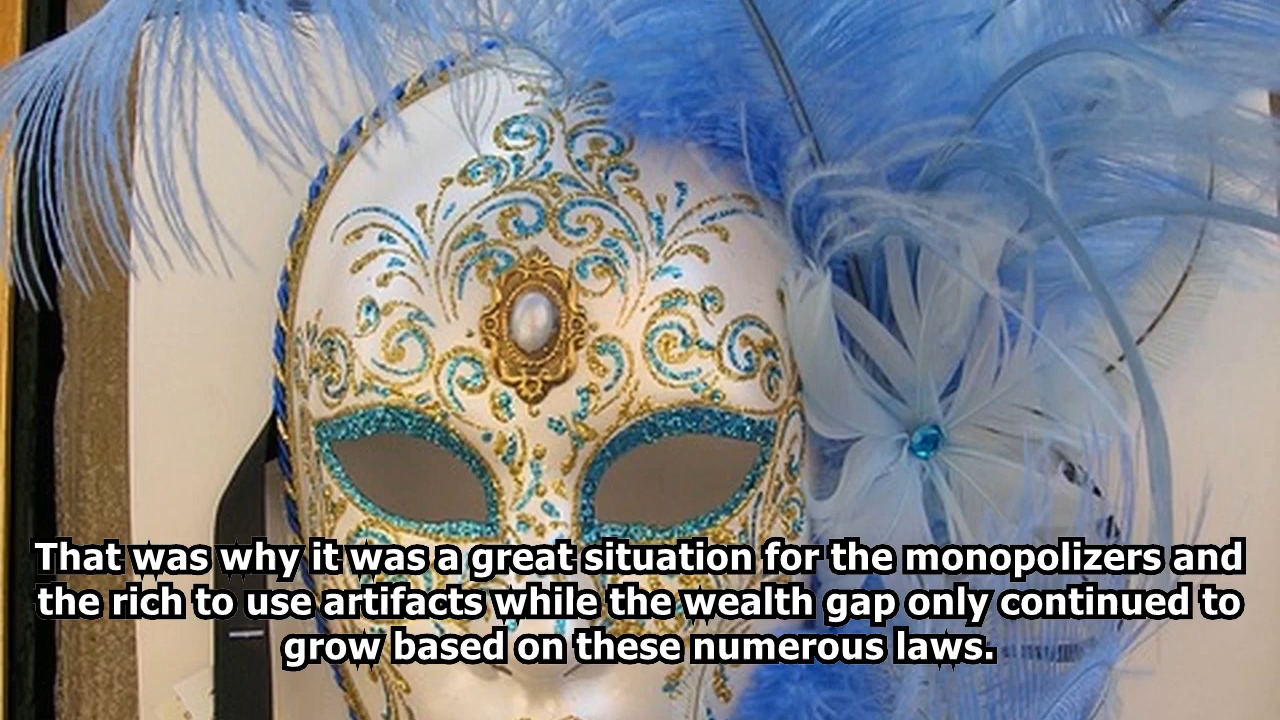 That was why it was a great situation for the monopolizers and
the rich to use artifacts while the wealth gap only continued to
grow based on these numerous laws.